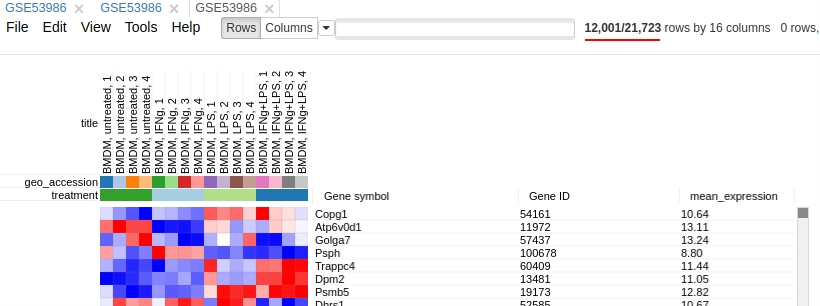 GSE53986 GSE53986 GSE53986
File Edit View Tools Help Rows Columns 12,001/21,723 rows by 16 columns 0 rows,
title
BMDM, untreated, 1
BMDM, untreated, 2
BMDM, untreated, 3
BMDM, untreated, 4
BMDM, IFNg, 1
BMDM, IFNg, 2
BMDM, IFNg, 3
BMDM, IFNg, 4
BMDM, LPS, 1
BMDM, LPS, 2
BMDM, LPS, 3
BMDM, LPS, 4
BMDM, IFNg+LPS, 1
BMDM, IFNg+LPS, 2
BMDM, IFNg+LPS, 3
BMDM, IFNg+LPS, 4
geo_accession
treatment Gene symbol Gene ID mean_expression
Copg1 54161 10.64
Atp6v0d1 11972 13.11
Golga7 57437 13.24
Psph 100678 8.80
Trappc4 60409 11.44
Dpm2 13481 11.05
Psmb5 19173 12.82
Dhrs1 52585 10.67